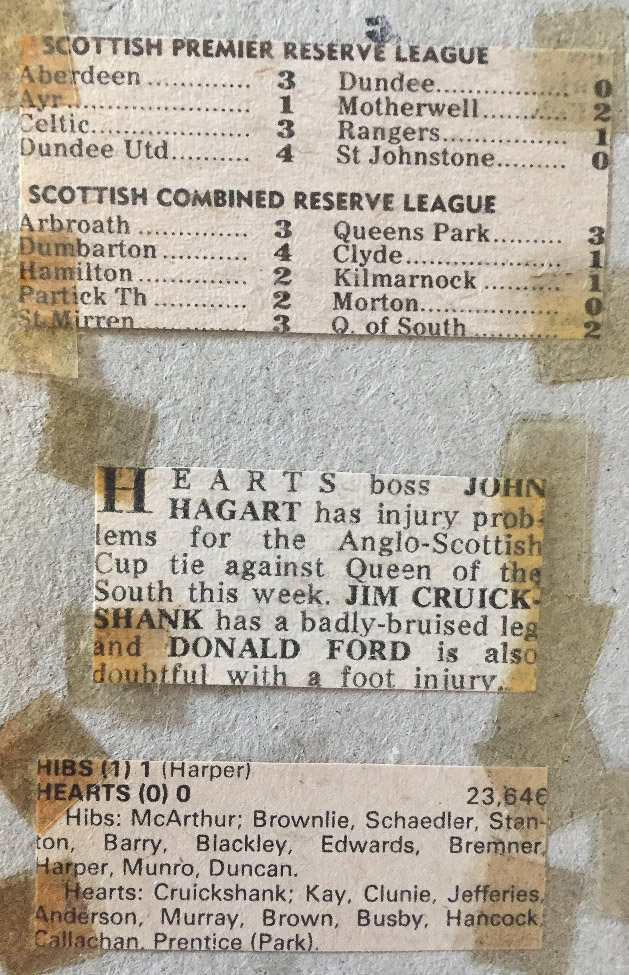 3
SCOTTISH PREMIER RESERVE LEAGUE
Aberdeen ............. 3 Dundee................ 0
Ayr....................... 1 Motherwell........... 2
Celtic.................... 3 Rangers................ 1
Dundee Utd.......... 4 St Johnstone......... 0
SCOTTISH COMBINED RESERVE LEAGUE
Arbroath .............. 3 Queens Park......... 3
Dumbarton ........... 4 Clyde................... 1
Hamilton .............. 2 Kilmarnock .......... 1
Partick Th ............ 2 Morton................. 0
St Mirren.............. 3 Q. of South ........... 2
HEARTS boss JOHN
HAGART has injury prob-
lems for the Anglo-Scottish
Cup tie against Queen of the
South this week. JIM CRUICK-
SHANK has a badly-bruised leg
and DONALD FORD is also
doubtful with a foot injury.
HIBS (1) 1 (Harper)
HEARTS (0) 0 23,646
Hibs: McArthur; Brownlie, Schaedler, Stan-
ton, Barry, Blackley, Edwards, Bremner,
Harper, Munro, Duncan.
Hearts: Cruickshank; Kay, Clunie, Jefferies,
Anderson, Murray, Brown, Busby, Hancock,
Callachan, Prentice (Park).